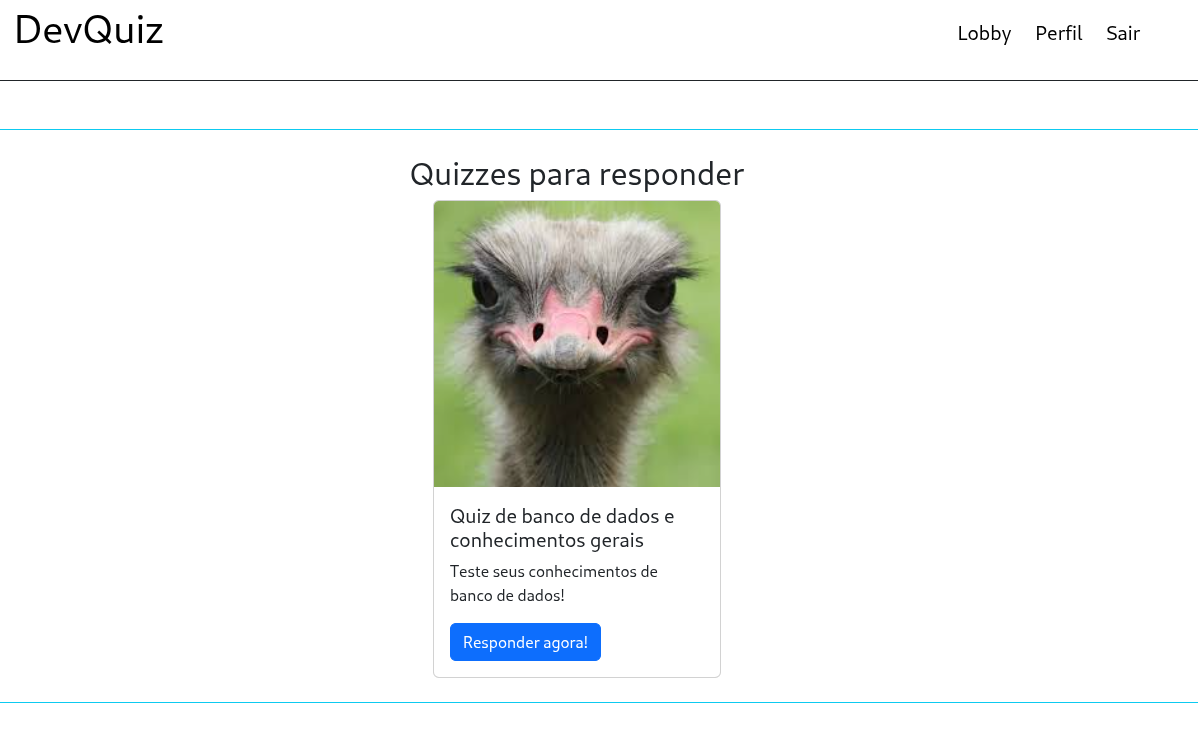 DevQuiz
Lobby Perfil Sair
Quizzes para responder
Quiz de banco de dados e
conhecimentos gerais
Teste seus conhecimentos de
banco de dados!
Responder agora!